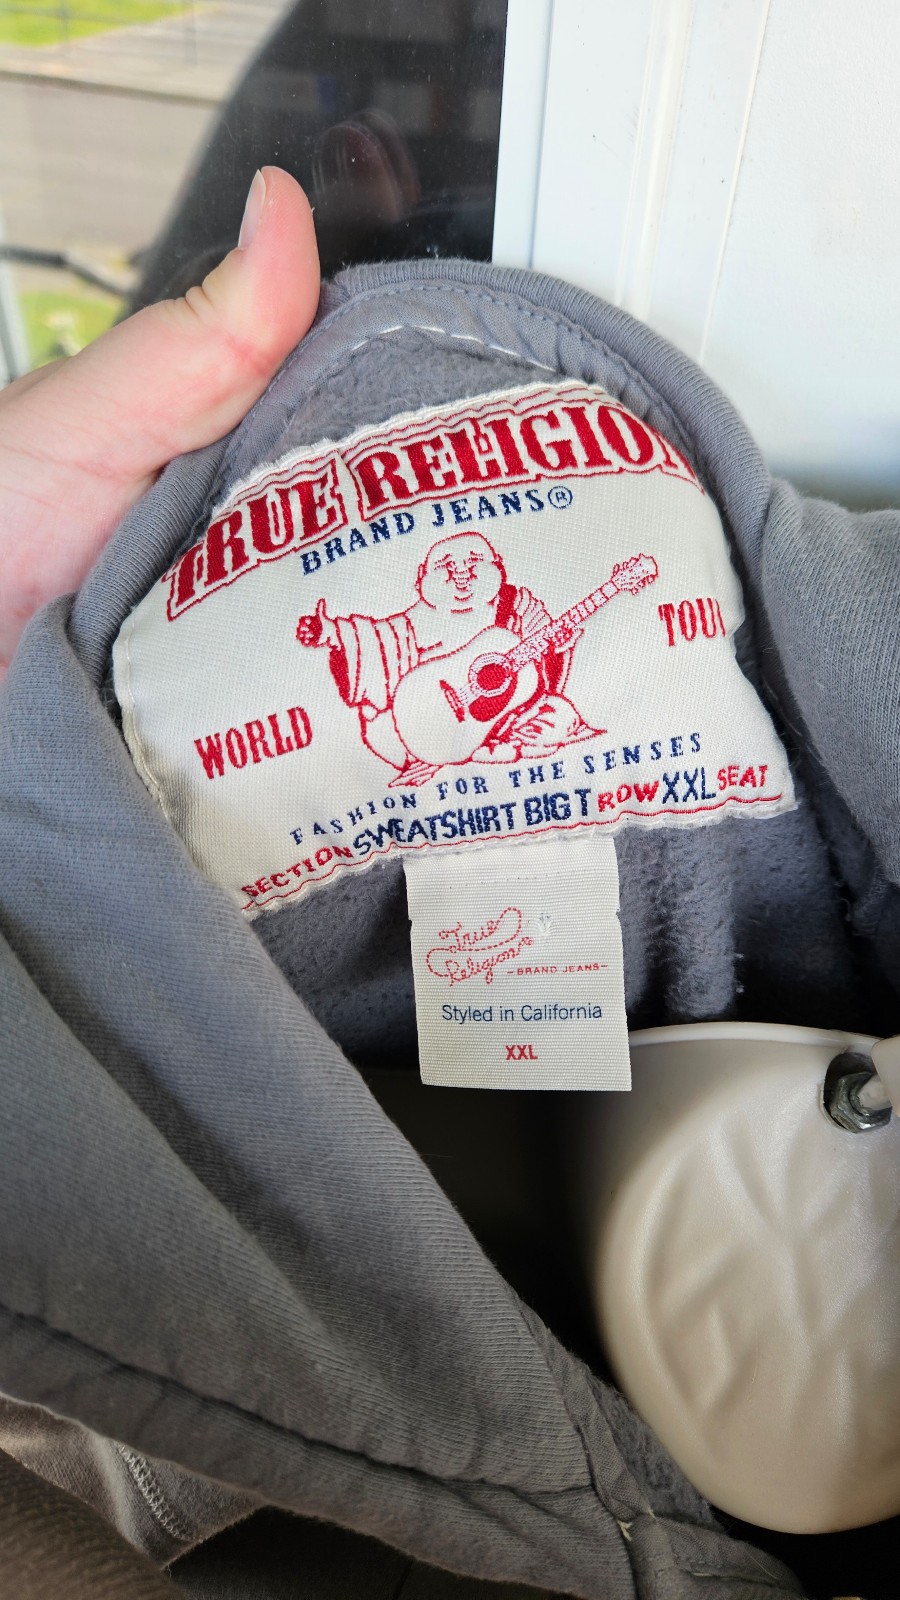 TRUE RELIGION
BRAND JEANS®
WORLD TOUR
FASHION FOR THE SENSES
SECTION SWEATSHIRT BIG T ROW XXL SEAT
True
Religion
-BRAND JEANS-
Styled in California
XXL